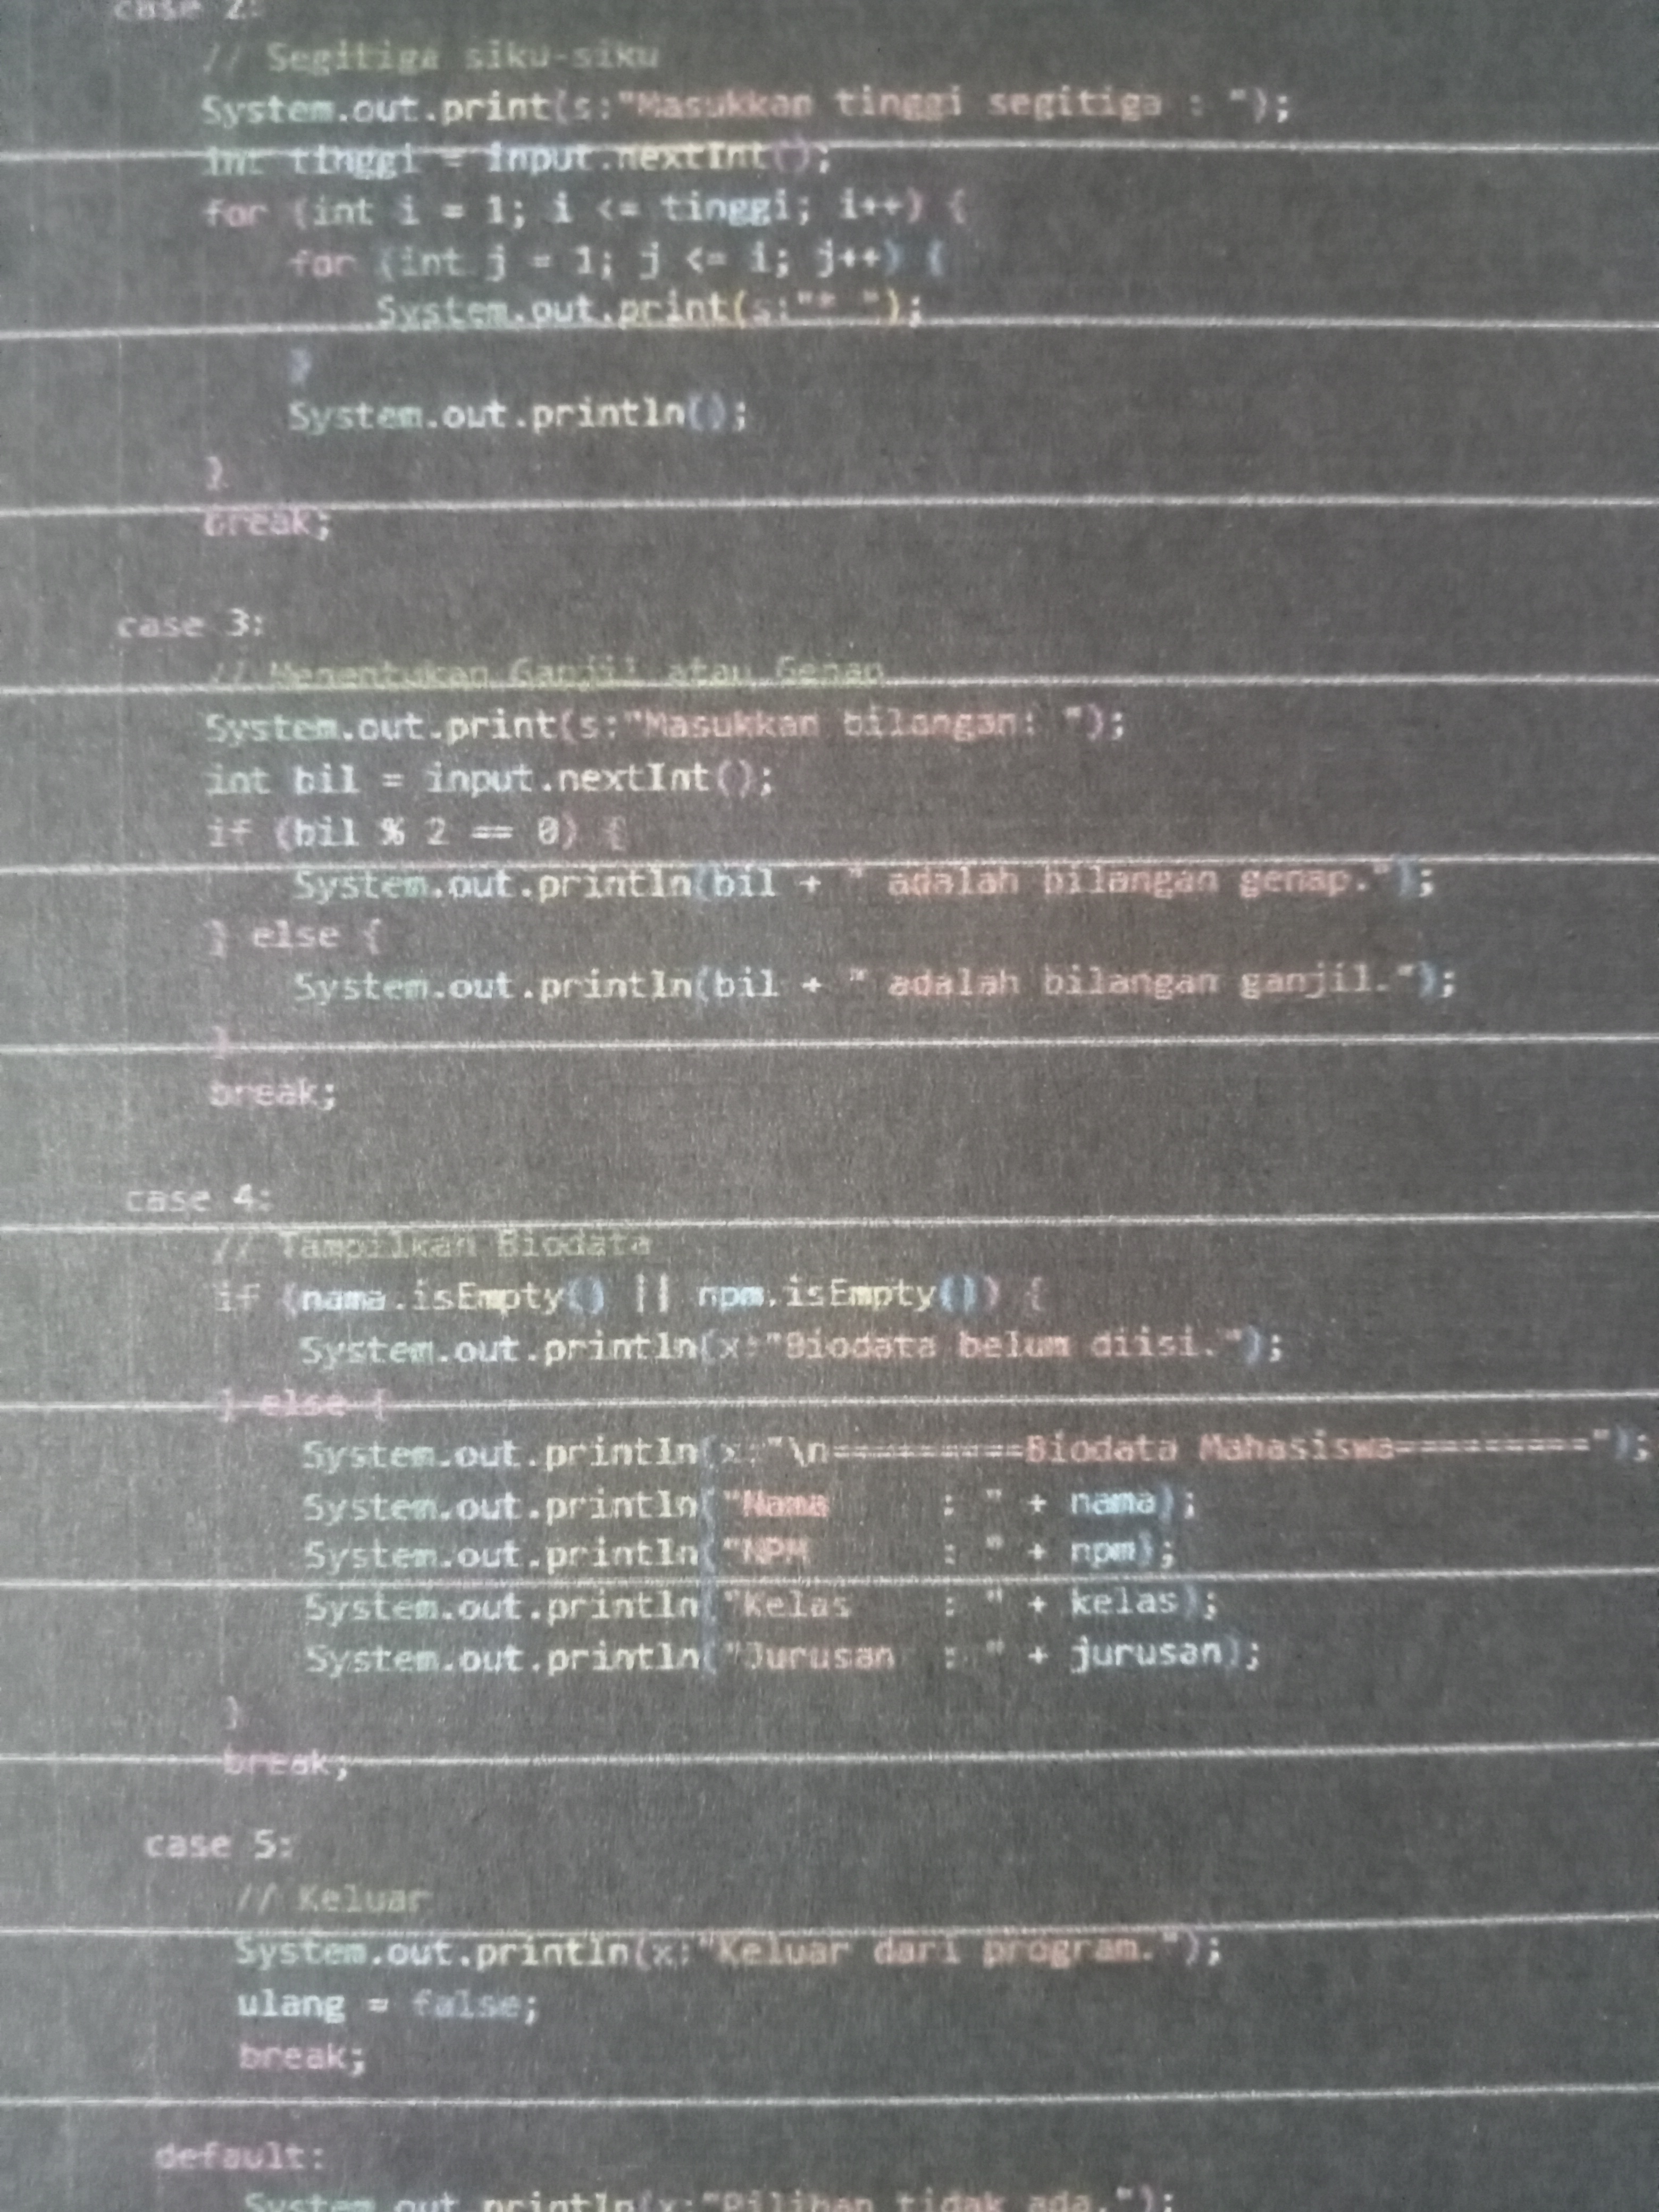 case 2:
// Segitiga siku-siku
System.out.print(s:"Masukkan tinggi segitiga : ");
int tinggi = input.nextInt();
for (int i = 1; i <= tinggi; i++) {
for (int j = 1; j <= i; j++) {
System.out.print(s:"* ");
}
System.out.println();
}
break;
case 3:
// Menentukan Ganjil atau Genap
System.out.print(s:"Masukkan bilangan: ");
int bil = input.nextInt();
if (bil % 2 == 0) {
System.out.println(bil + " adalah bilangan genap.");
} else {
System.out.println(bil + " adalah bilangan ganjil.");
}
break;
case 4:
// Tampilkan Biodata
if (nama.isEmpty() || npm.isEmpty()) {
System.out.println(x:"Biodata belum diisi.");
} else {
System.out.println(x:"\n=========Biodata Mahasiswa=========");
System.out.println("Nama     : " + nama);
System.out.println("NPM      : " + npm);
System.out.println("Kelas    : " + kelas);
System.out.println("Jurusan  : " + jurusan);
}
break;
case 5:
// Keluar
System.out.println(x:"Keluar dari program.");
ulang = false;
break;
default:
System.out.println(x:"Pilihan tidak ada.");